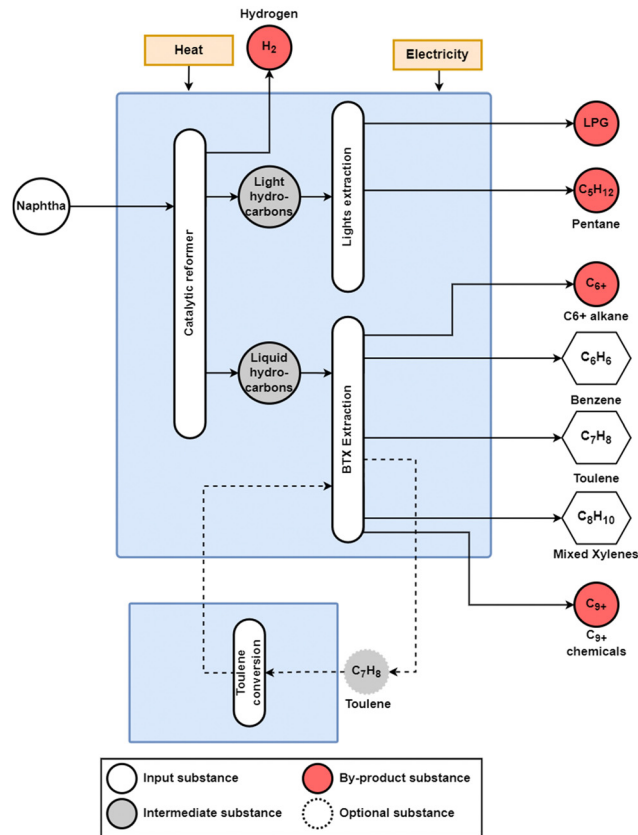 Hydrogen
H₂
Heat
Electricity
LPG
Naphtha
Catalytic reformer
Light
hydro-
carbons
Lights extraction
C₅H₁₂
Pentane
C₆₊
C6+ alkane
Liquid
hydro-
carbons
BTX Extraction
C₆H₆
Benzene
C₇H₈
Toulene
C₈H₁₀
Mixed Xylenes
C₉₊
C₉₊
chemicals
Toulene
conversion
C₇H₈
Toulene
Input substance
By-product substance
Intermediate substance
Optional substance